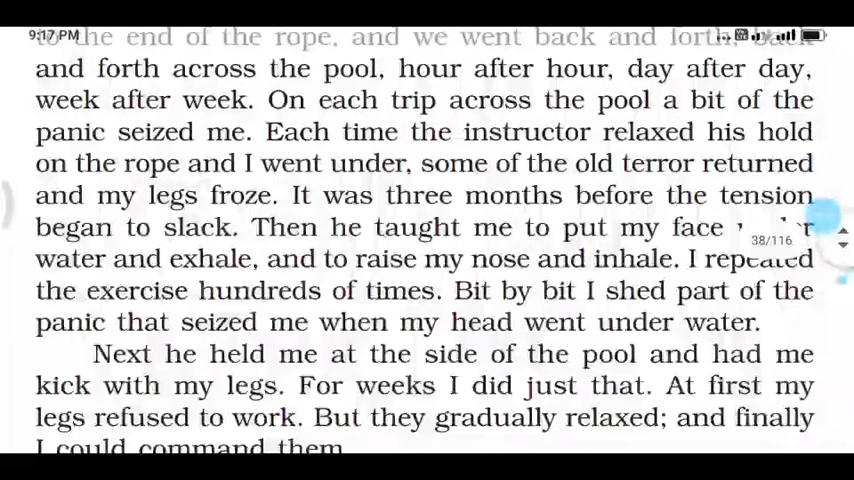 9:17 PM
to the end of the rope, and we went back and forth, back
and forth across the pool, hour after hour, day after day,
week after week. On each trip across the pool a bit of the
panic seized me. Each time the instructor relaxed his hold
on the rope and I went under, some of the old terror returned
and my legs froze. It was three months before the tension
began to slack. Then he taught me to put my face
38/116
water and exhale, and to raise my nose and inhale. I repeated
the exercise hundreds of times. Bit by bit I shed part of the
panic that seized me when my head went under water.
Next he held me at the side of the pool and had me
kick with my legs. For weeks I did just that. At first my
legs refused to work. But they gradually relaxed; and finally
I could command them.